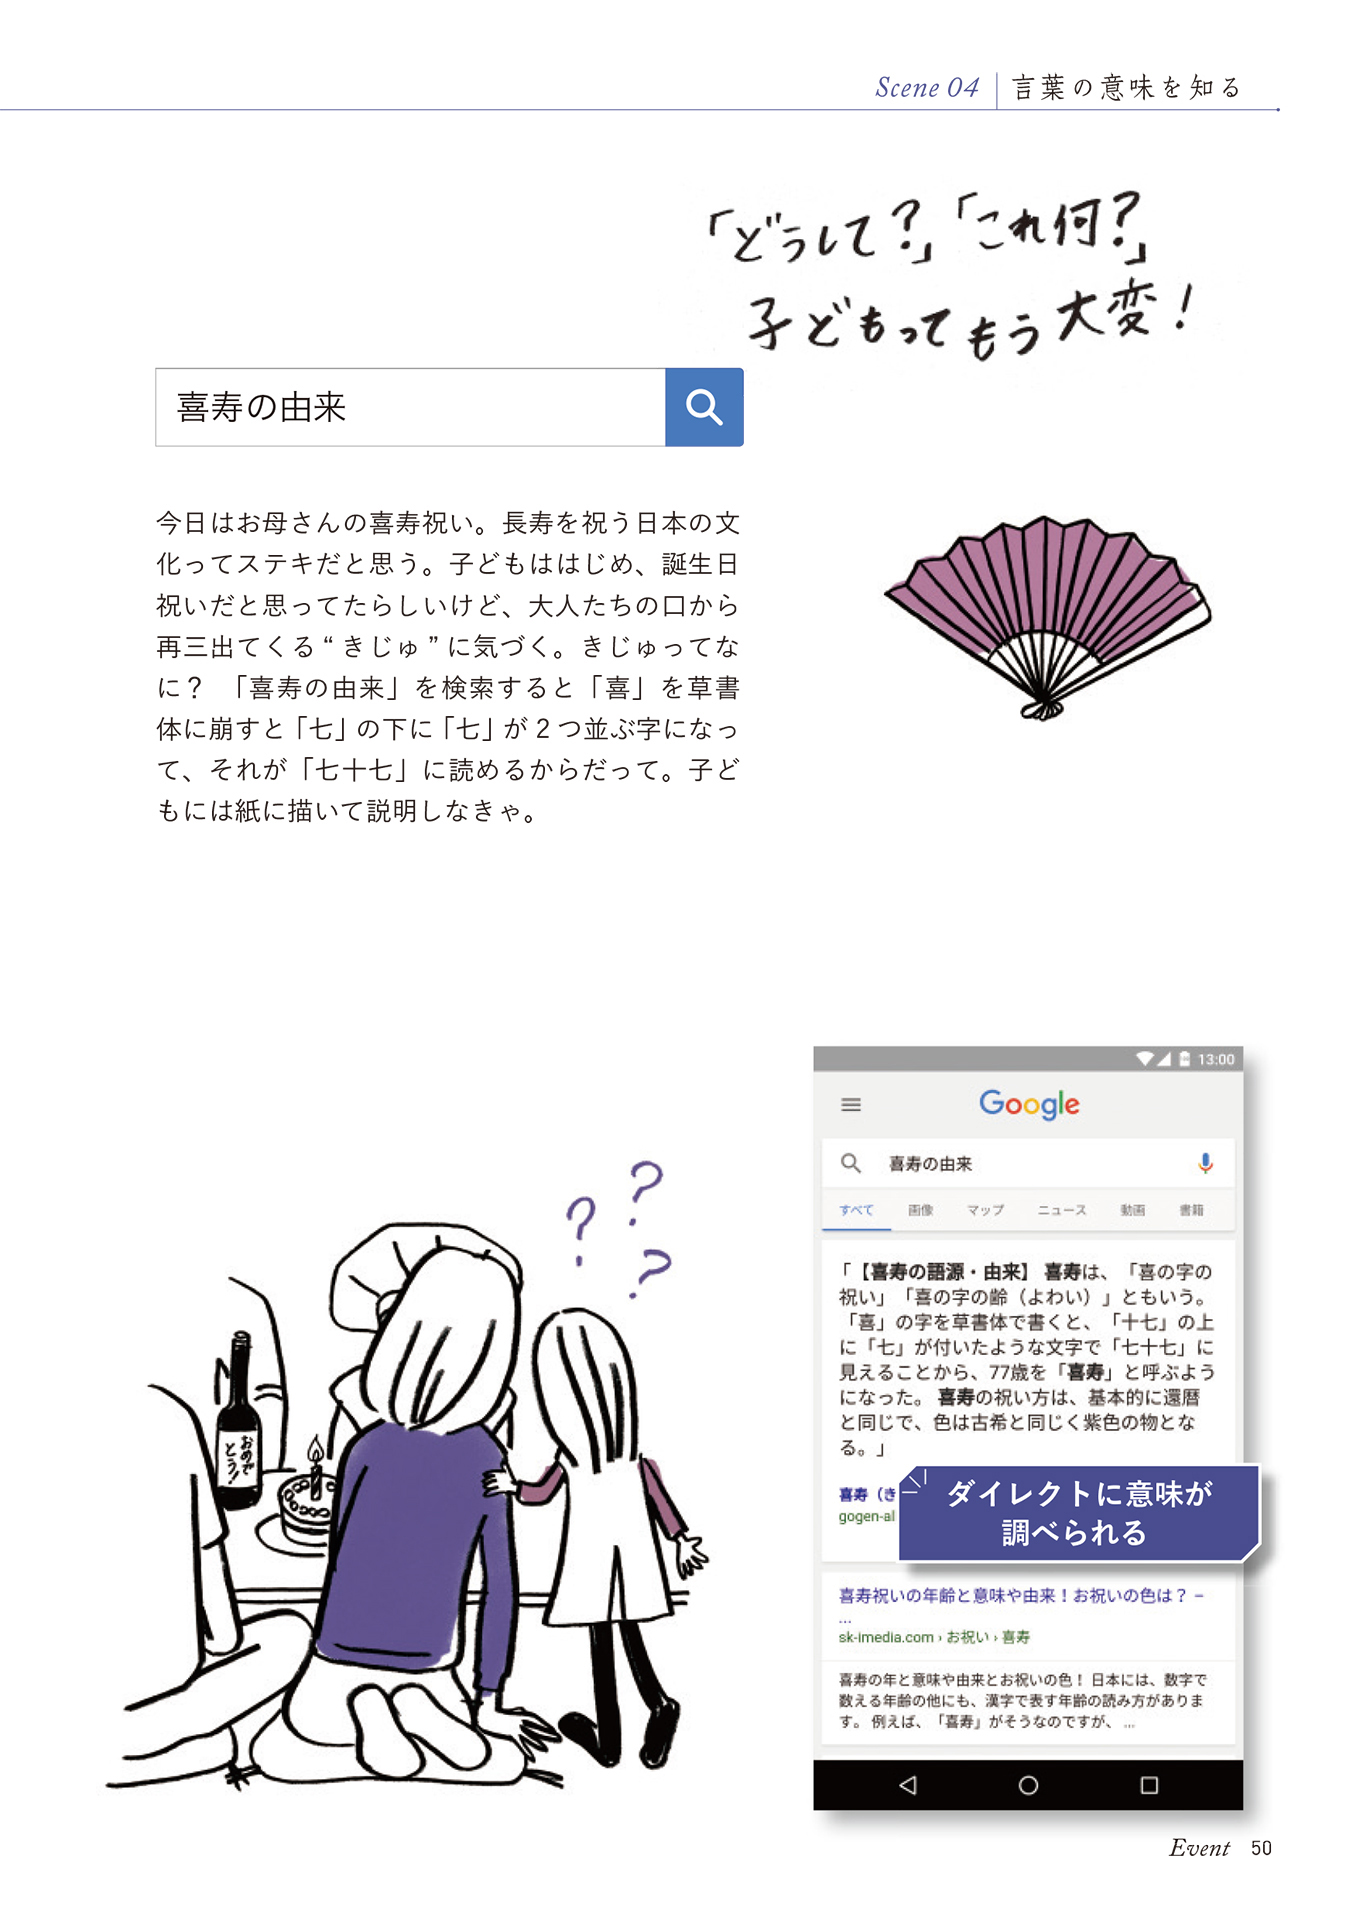 Scene 04 言葉の意味を知る
「どうして？」「これ何？」
子どもってもう大変！
喜寿の由来
今日はお母さんの喜寿祝い。長寿を祝う日本の文
化ってステキだと思う。子どもははじめ、誕生日
祝いだと思ってたらしいけど、大人たちの口から
再三出てくる“きじゅ”に気づく。きじゅってな
に？　「喜寿の由来」を検索すると「喜」を草書
体に崩すと「七」の下に「七」が２つ並ぶ字になっ
て、それが「七十七」に読めるからだって。子ど
もには紙に描いて説明しなきゃ。
? ? ?
おめで
とう！
13:00
Google
喜寿の由来
すべて 画像 マップ ニュース 動画 書籍
「【喜寿の語源・由来】 喜寿は、「喜の字の
祝い」「喜の字の齢（よわい）」ともいう。
「喜」の字を草書体で書くと、「十七」の上
に「七」が付いたような文字で「七十七」に
見えることから、77歳を「喜寿」と呼ぶよう
になった。 喜寿の祝い方は、基本的に還暦
と同じで、色は古希と同じく紫色の物とな
る。」
喜寿（き
gogen-al
ダイレクトに意味が
調べられる
喜寿祝いの年齢と意味や由来！お祝いの色は？ –
...
sk-imedia.com › お祝い › 喜寿
喜寿の年と意味や由来とお祝いの色！ 日本には、数字で
数える年齢の他にも、漢字で表す年齢の読み方がありま
す。 例えば、「喜寿」がそうなのですが、 ...
Event 50